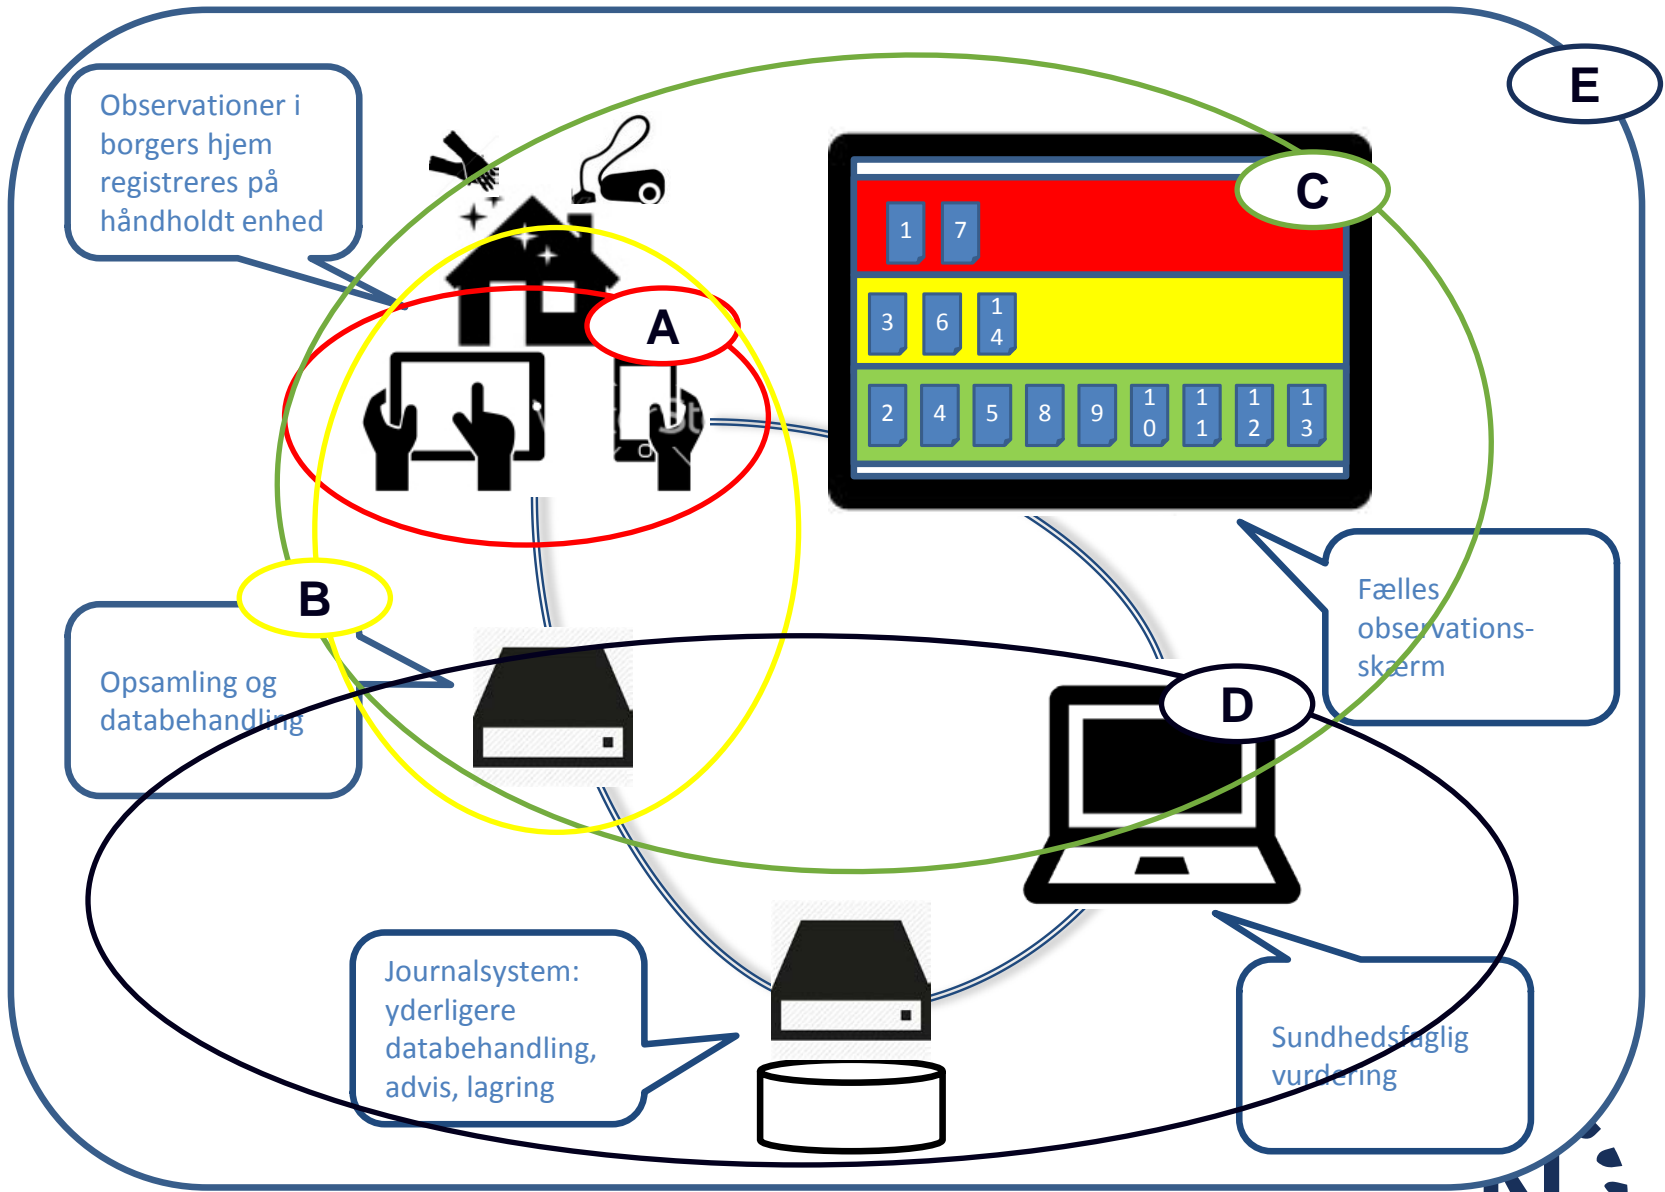 E
Observationer i
borgers hjem
registreres på
håndholdt enhed
C
1 7
A
3 6 1
4
2 4 5 8 9 1 1 1 1
0 1 2 3
B
Fælles
observations-
skærm
Opsamling og
databehandling
D
Journalsystem:
yderligere
databehandling,
advis, lagring
Sundhedsfaglig
vurdering